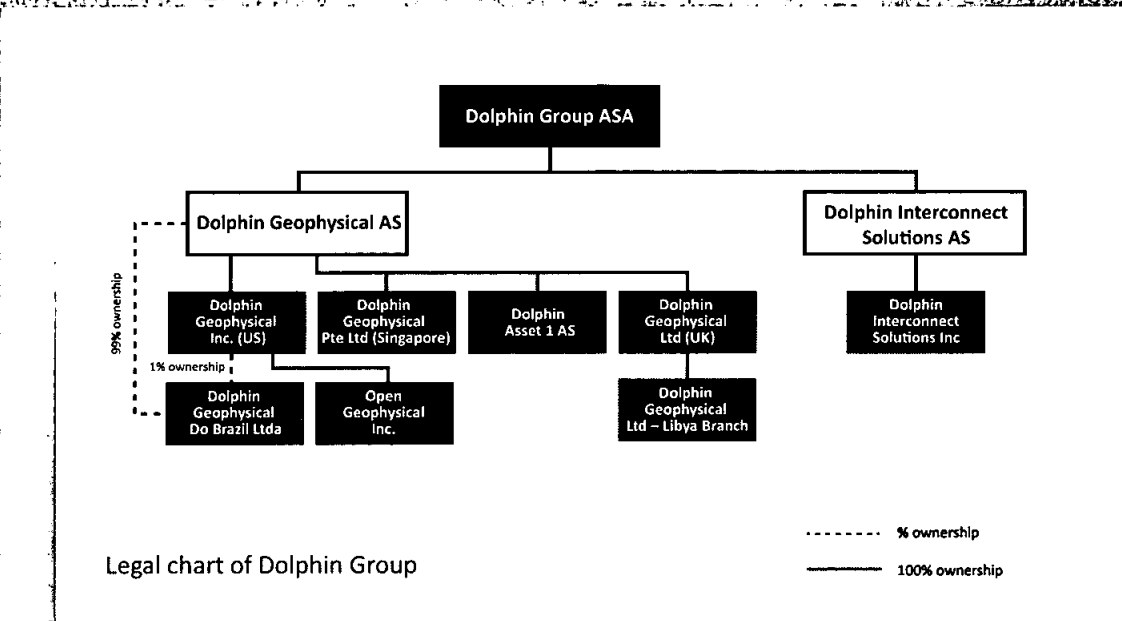 Dolphin Group ASA
Dolphin Geophysical AS
Dolphin Interconnect
Solutions AS
99% ownership
Dolphin
Geophysical
Inc. (US)
Dolphin
Geophysical
Pte Ltd (Singapore)
Dolphin
Asset 1 AS
Dolphin
Geophysical
Ltd (UK)
Dolphin
Interconnect
Solutions Inc
1% ownership
Dolphin
Geophysical
Do Brazil Ltda
Open
Geophysical
Inc.
Dolphin
Geophysical
Ltd – Libya Branch
% ownership
100% ownership
Legal chart of Dolphin Group